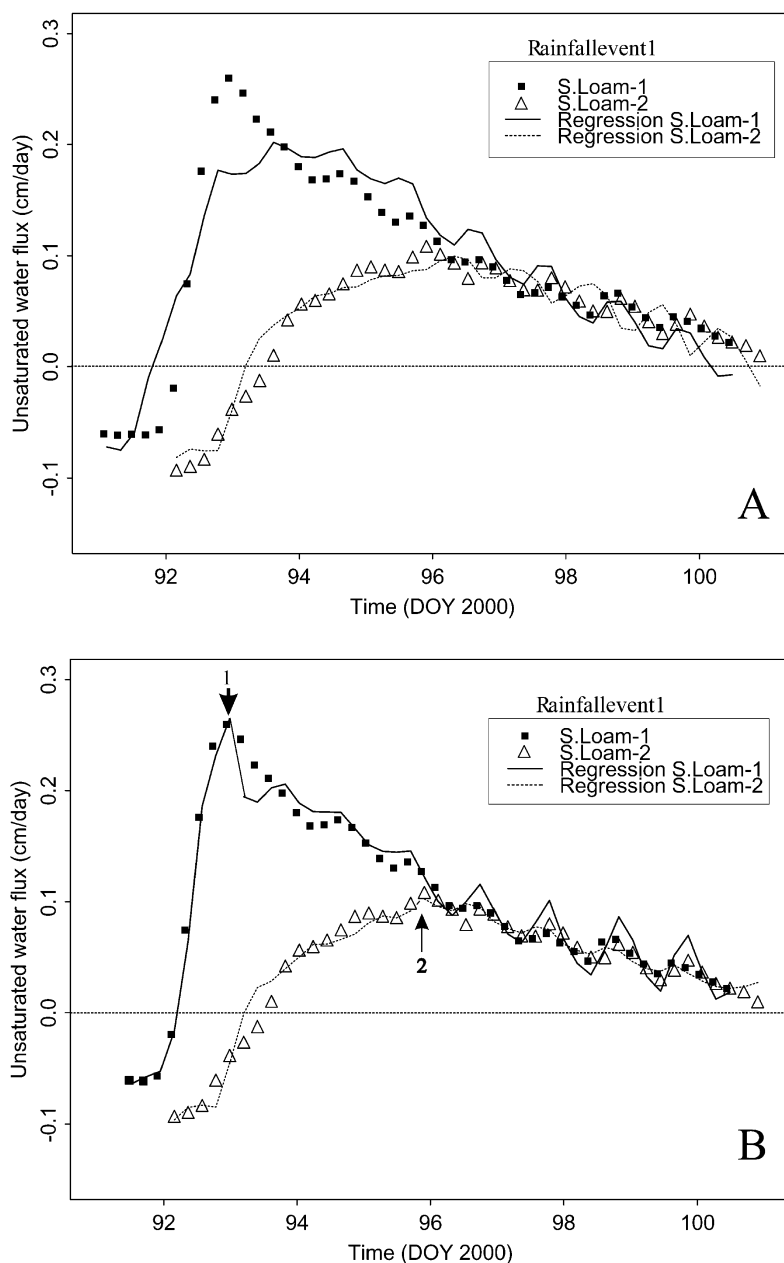 Unsaturated water flux (cm/day)
0.3
0.2
0.1
0.0
-0.1
Rainfallevent1
S.Loam-1
S.Loam-2
Regression S.Loam-1
Regression S.Loam-2
A
92
94
96
98
100
Time (DOY 2000)
Unsaturated water flux (cm/day)
0.3
0.2
0.1
0.0
-0.1
1
Rainfallevent1
S.Loam-1
S.Loam-2
Regression S.Loam-1
Regression S.Loam-2
2
B
92
94
96
98
100
Time (DOY 2000)